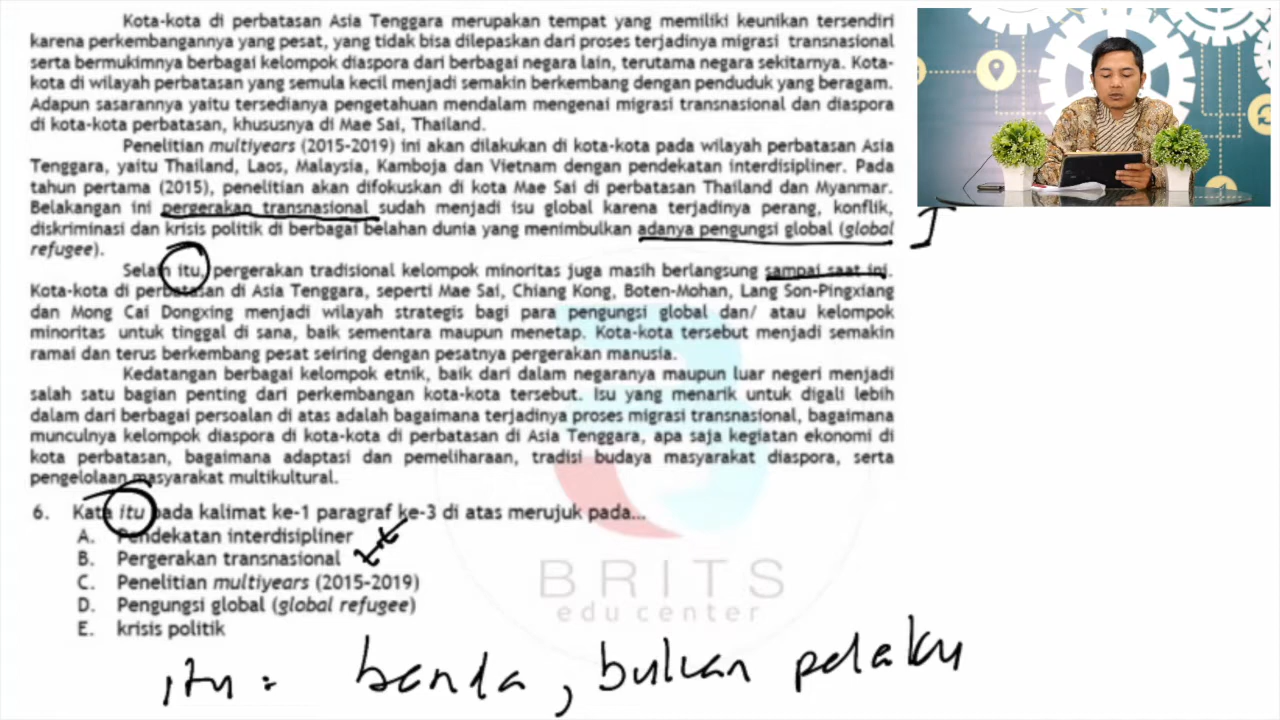 Kota-kota di perbatasan Asia Tenggara merupakan tempat yang memiliki keunikan tersendiri
karena perkembangannya yang pesat, yang tidak bisa dilepaskan dari proses terjadinya migrasi transnasional
serta bermukimnya berbagai kelompok diaspora dari berbagai negara lain, terutama negara sekitarnya. Kota-
kota di wilayah perbatasan yang semula kecil menjadi semakin berkembang dengan penduduk yang beragam.
Adapun sasarannya yaitu tersedianya pengetahuan mendalam mengenai migrasi transnasional dan diaspora
di kota-kota perbatasan, khususnya di Mae Sai, Thailand.
Penelitian multiyears (2015-2019) ini akan dilakukan di kota-kota pada wilayah perbatasan Asia
Tenggara, yaitu Thailand, Laos, Malaysia, Kamboja dan Vietnam dengan pendekatan interdisipliner. Pada
tahun pertama (2015), penelitian akan difokuskan di kota Mae Sai di perbatasan Thailand dan Myanmar.
Belakangan ini pergerakan transnasional sudah menjadi isu global karena terjadinya perang, konflik,
diskriminasi dan krisis politik di berbagai belahan dunia yang menimbulkan adanya pengungsi global (global
refugee).
Selain itu, pergerakan tradisional kelompok minoritas juga masih berlangsung sampai saat ini.
Kota-kota di perbatasan di Asia Tenggara, seperti Mae Sai, Chiang Kong, Boten-Mohan, Lang Son-Pingxiang
dan Mong Cai Dongxing menjadi wilayah strategis bagi para pengungsi global dan/ atau kelompok
minoritas untuk tinggal di sana, baik sementara maupun menetap. Kota-kota tersebut menjadi semakin
ramai dan terus berkembang pesat seiring dengan pesatnya pergerakan manusia.
Kedatangan berbagai kelompok etnik, baik dari dalam negaranya maupun luar negeri menjadi
salah satu bagian penting dari perkembangan kota-kota tersebut. Isu yang menarik untuk digali lebih
dalam dari berbagai persoalan di atas adalah bagaimana terjadinya proses migrasi transnasional, bagaimana
munculnya kelompok diaspora di kota-kota di perbatasan di Asia Tenggara, apa saja kegiatan ekonomi di
kota perbatasan, bagaimana adaptasi dan pemeliharaan, tradisi budaya masyarakat diaspora, serta
pengelolaan masyarakat multikultural.
6. Kata itu pada kalimat ke-1 paragraf ke-3 di atas merujuk pada...
A. Pendekatan interdisipliner
B. Pergerakan transnasional
C. Penelitian multiyears (2015-2019)
D. Pengungsi global (global refugee)
E. krisis politik
BRITS
edu center
itu = benda, bukan pelaku